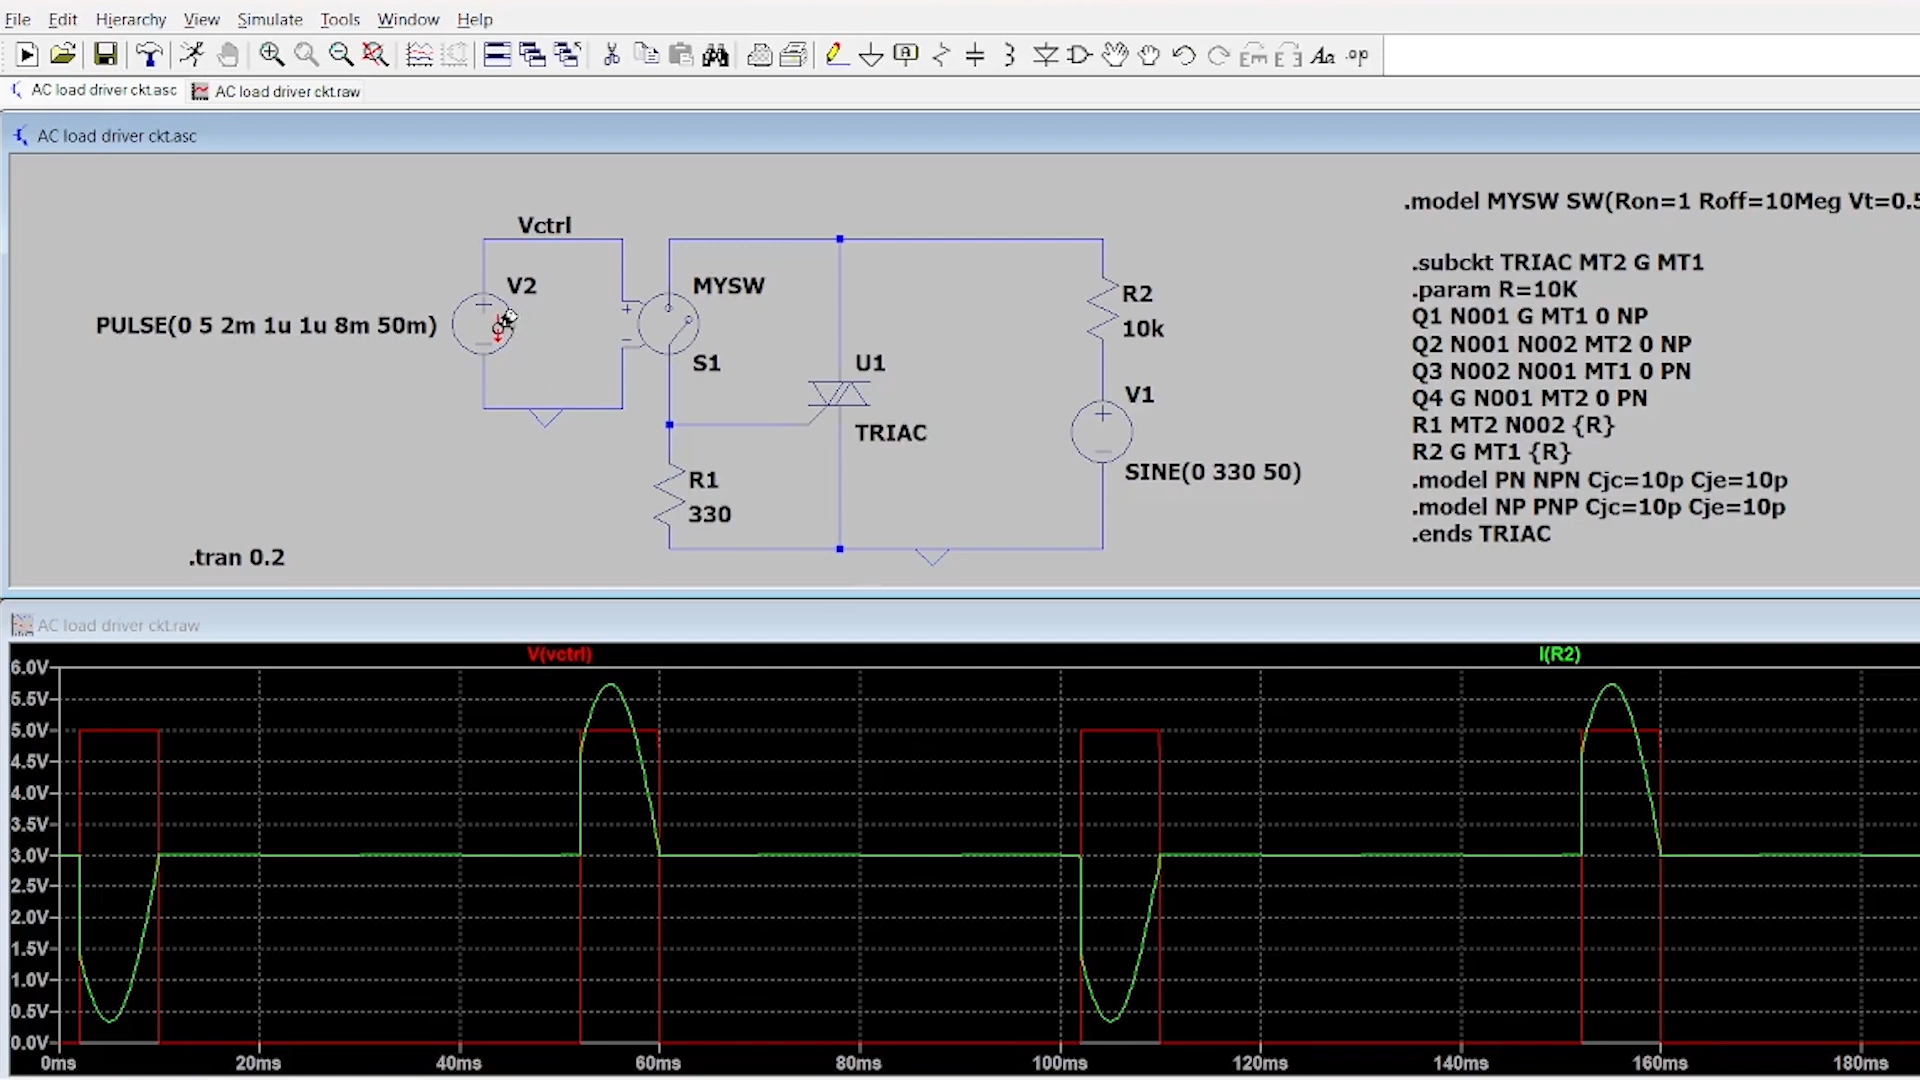 File Edit Hierarchy View Simulate Tools Window Help
Aa .op
AC load driver ckt.asc AC load driver ckt.raw
AC load driver ckt.asc
.model MYSW SW(Ron=1 Roff=10Meg Vt=0.5
Vctrl
V2
PULSE(0 5 2m 1u 1u 8m 50m)
MYSW
S1
U1
TRIAC
R1
330
R2
10k
V1
SINE(0 330 50)
.tran 0.2
.subckt TRIAC MT2 G MT1
.param R=10K
Q1 N001 G MT1 0 NP
Q2 N001 N002 MT2 0 NP
Q3 N002 N001 MT1 0 PN
Q4 G N001 MT2 0 PN
R1 MT2 N002 {R}
R2 G MT1 {R}
.model PN NPN Cjc=10p Cje=10p
.model NP PNP Cjc=10p Cje=10p
.ends TRIAC
AC load driver ckt.raw
V(vctrl) I(R2)
6.0V
5.5V
5.0V
4.5V
4.0V
3.5V
3.0V
2.5V
2.0V
1.5V
1.0V
0.5V
0.0V
0ms 20ms 40ms 60ms 80ms 100ms 120ms 140ms 160ms 180ms